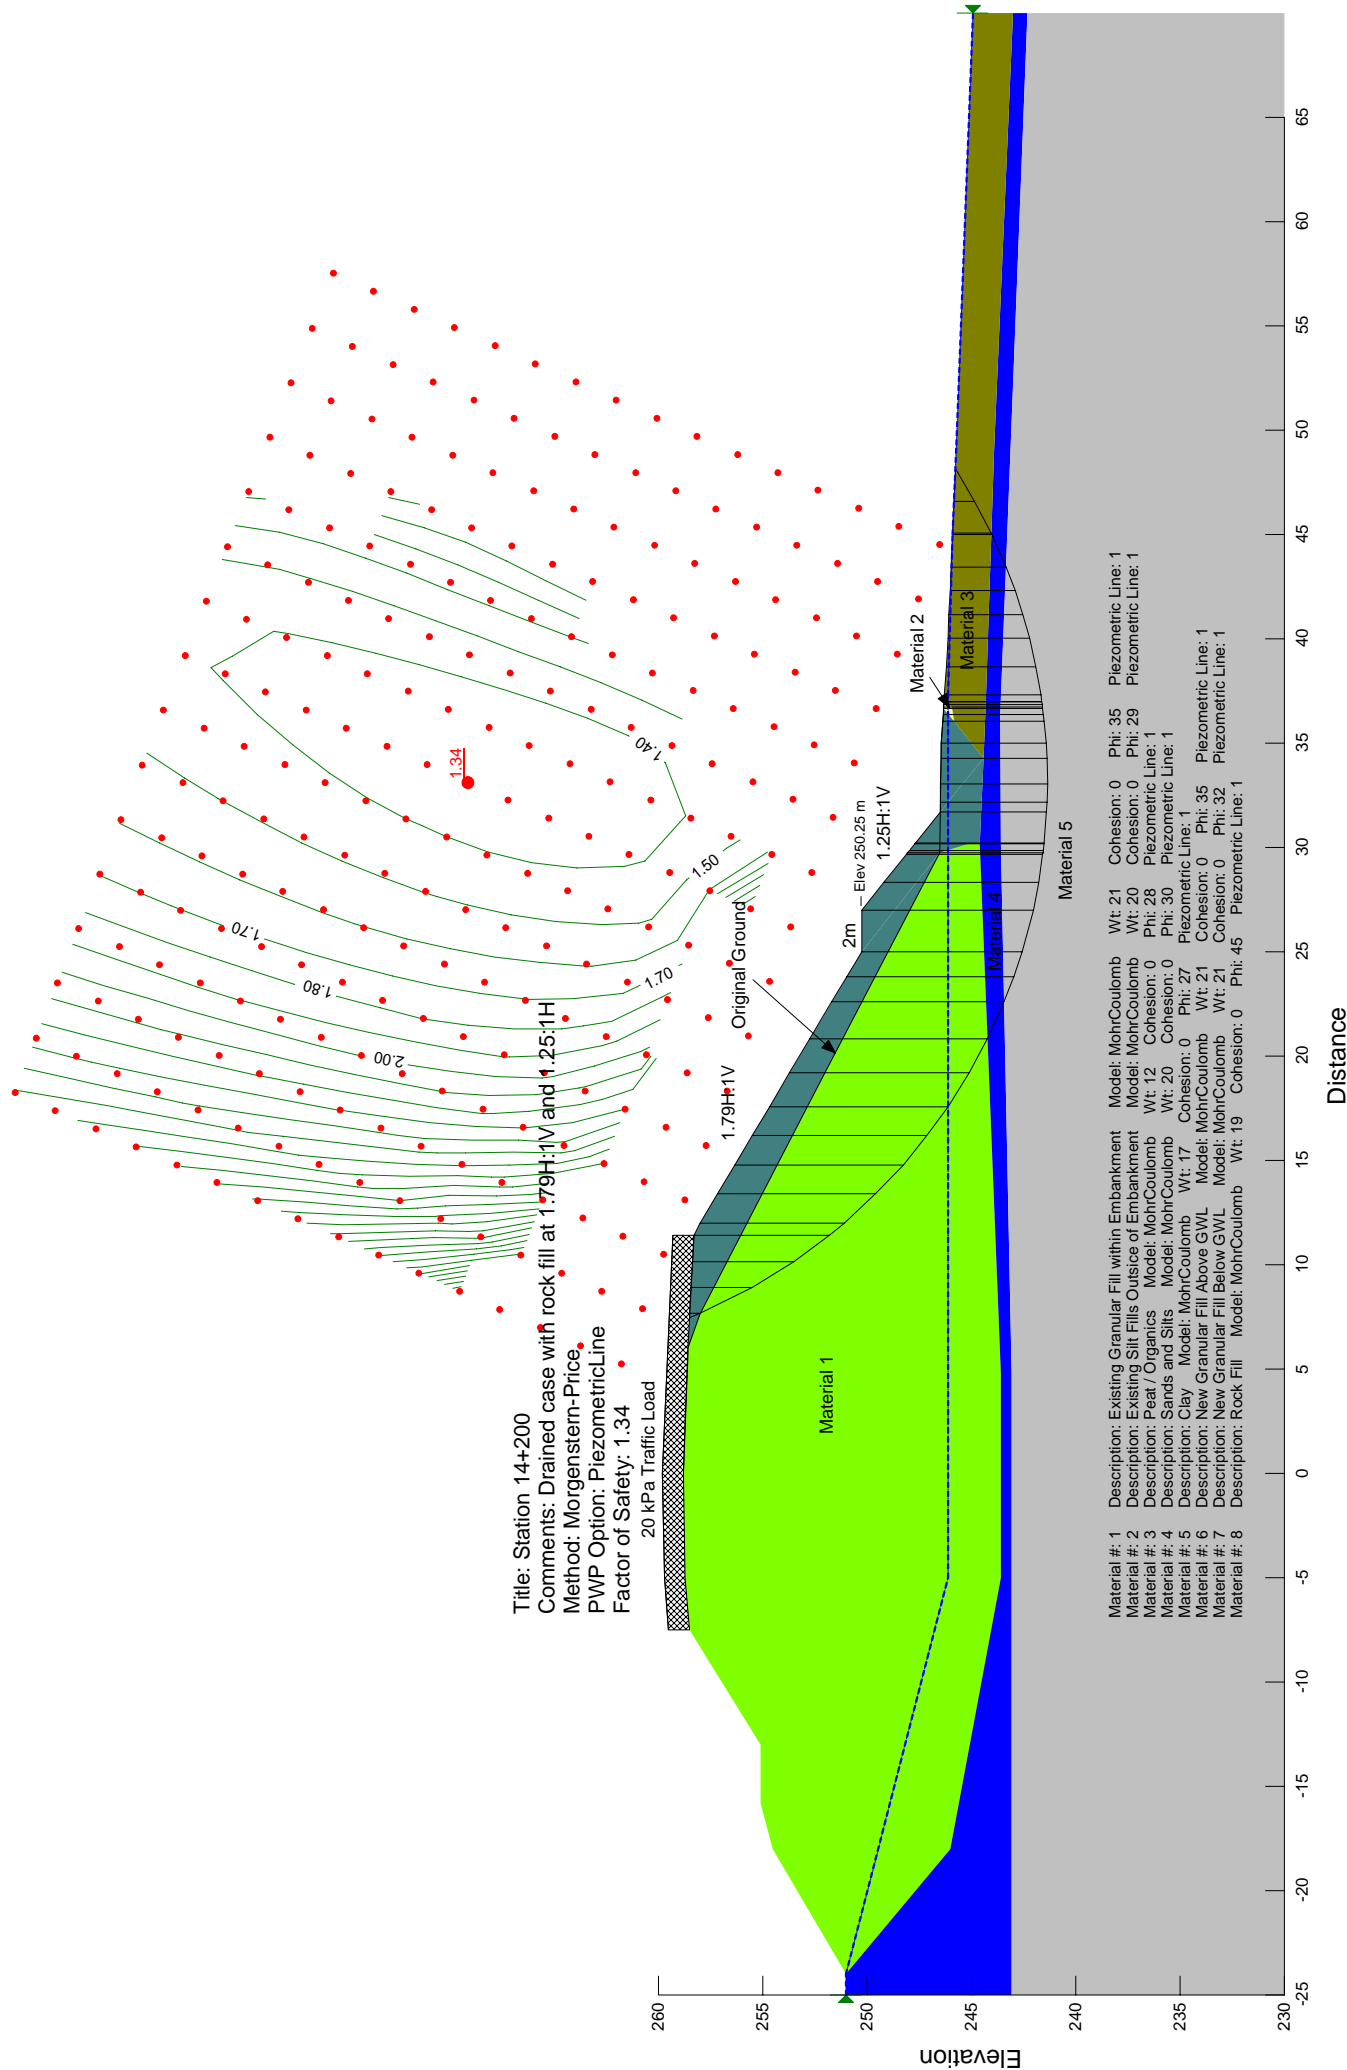 Title: Station 14+200
Comments: Drained case with rock fill at 1.79H:1V and 1.25:1H
Method: Morgenstern-Price
PWP Option: PiezometricLine
Factor of Safety: 1.34
20 kPa Traffic Load
1.34
1.40
1.50
1.70
1.70
1.80
2.00
Original Ground
1.79H:1V
2m
Elev 250.25 m
1.25H:1V
Material 1
Material 2
Material 3
Material 4
Material 5
Material #: 1 Description: Existing Granular Fill within Embankment Model: MohrCoulomb Wt: 21 Cohesion: 0 Phi: 35 Piezometric Line: 1
Material #: 2 Description: Existing Silt Fills Outisce of Embankment Model: MohrCoulomb Wt: 20 Cohesion: 0 Phi: 29 Piezometric Line: 1
Material #: 3 Description: Peat / Organics Model: MohrCoulomb Wt: 12 Cohesion: 0 Phi: 28 Piezometric Line: 1
Material #: 4 Description: Sands and Silts Model: MohrCoulomb Wt: 20 Cohesion: 0 Phi: 30 Piezometric Line: 1
Material #: 5 Description: Clay Model: MohrCoulomb Wt: 17 Cohesion: 0 Phi: 27 Piezometric Line: 1
Material #: 6 Description: New Granular Fill Above GWL Model: MohrCoulomb Wt: 21 Cohesion: 0 Phi: 35 Piezometric Line: 1
Material #: 7 Description: New Granular Fill Below GWL Model: MohrCoulomb Wt: 21 Cohesion: 0 Phi: 32 Piezometric Line: 1
Material #: 8 Description: Rock Fill Model: MohrCoulomb Wt: 19 Cohesion: 0 Phi: 45 Piezometric Line: 1
Elevation
260
255
250
245
240
235
230
-25
-20
-15
-10
-5
0
5
10
15
20
25
30
35
40
45
50
55
60
65
Distance